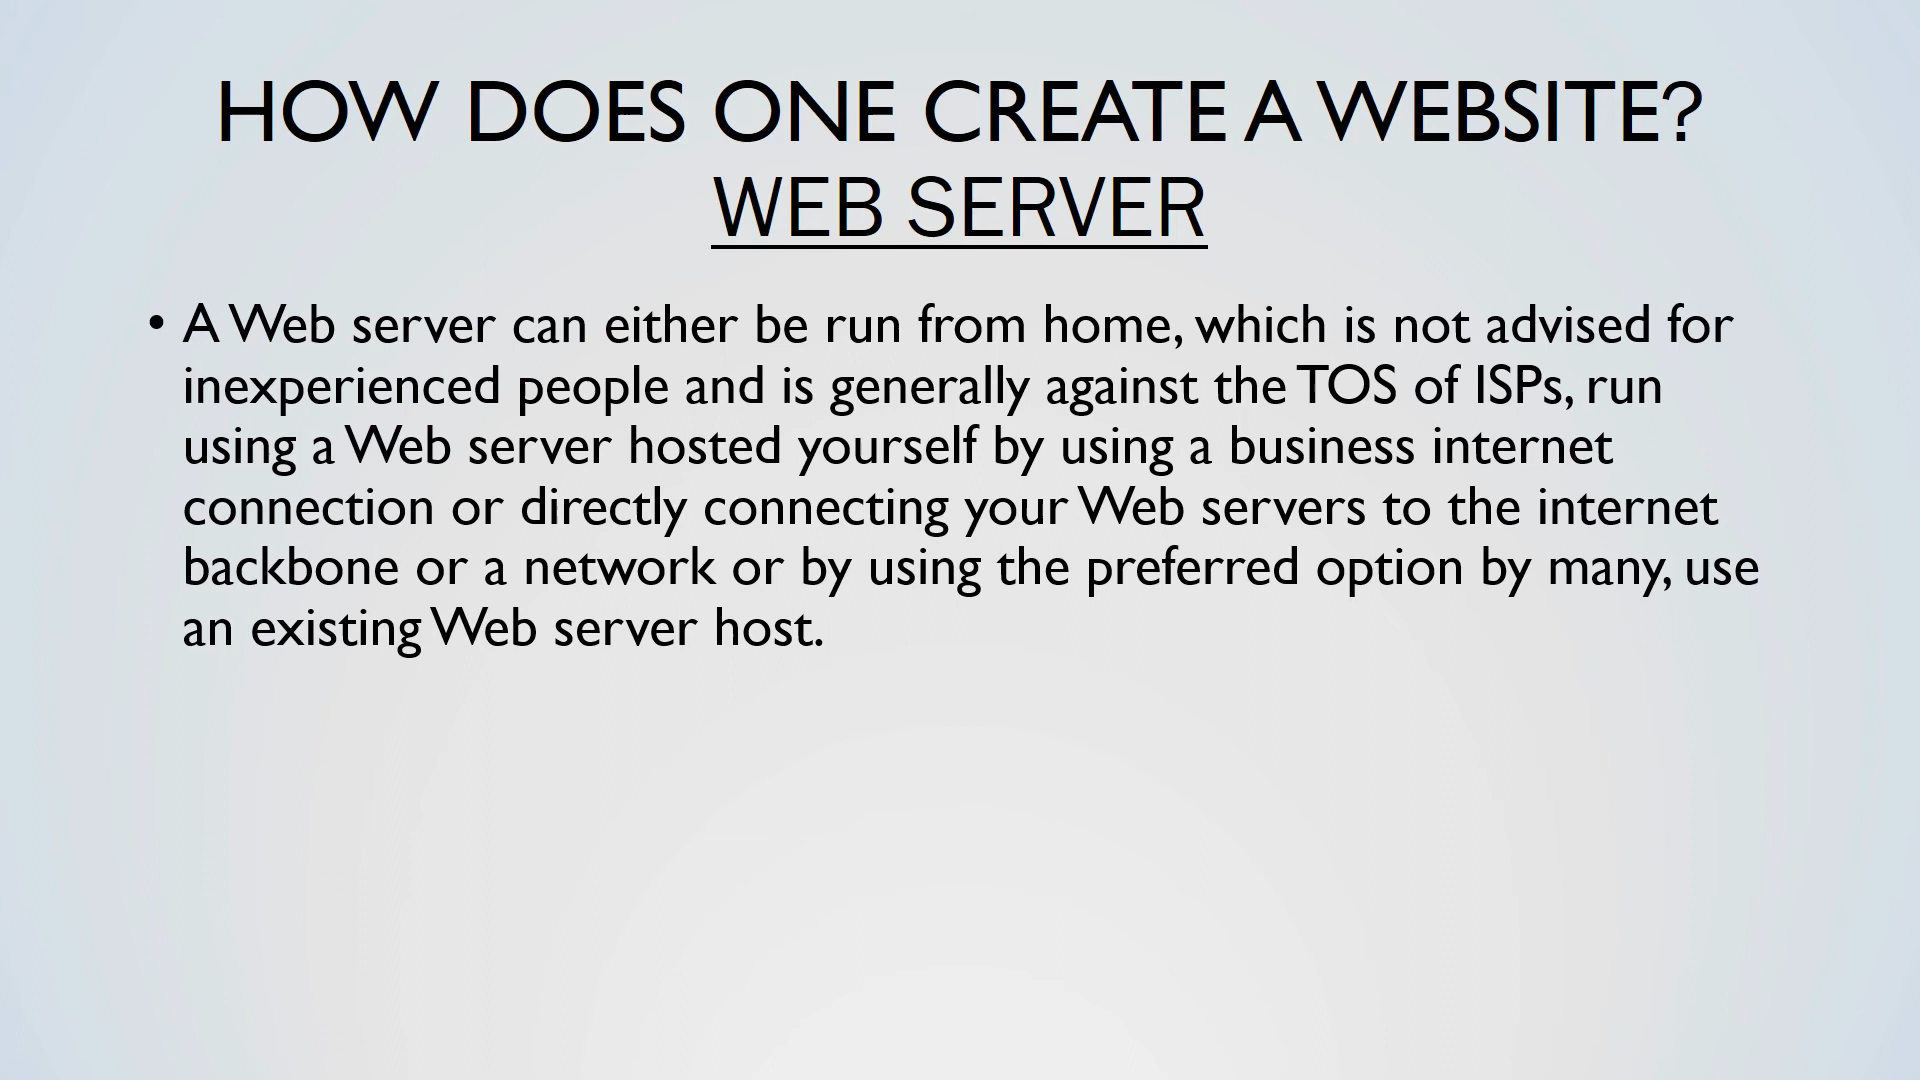 HOW DOES ONE CREATE A WEBSITE?
WEB SERVER
• A Web server can either be run from home, which is not advised for
inexperienced people and is generally against the TOS of ISPs, run
using a Web server hosted yourself by using a business internet
connection or directly connecting your Web servers to the internet
backbone or a network or by using the preferred option by many, use
an existing Web server host.